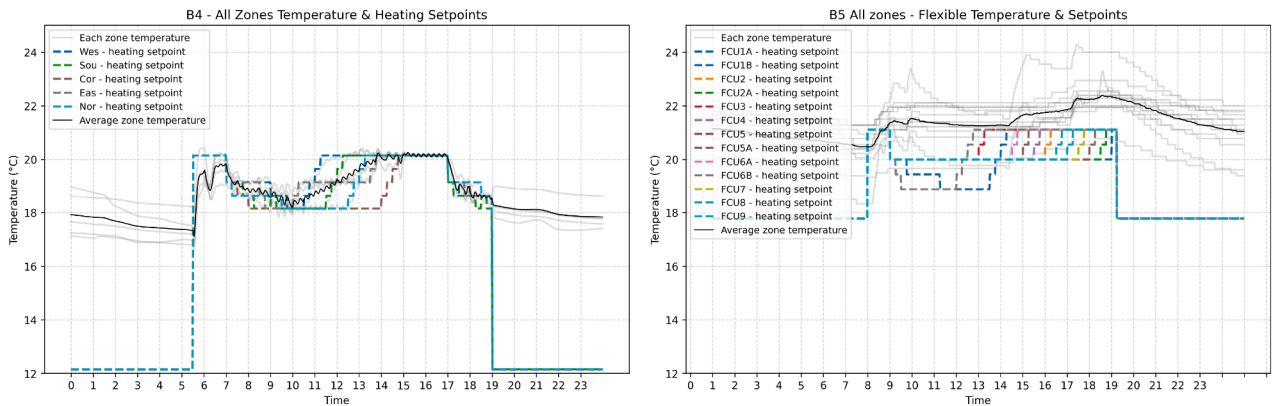 B4 - All Zones Temperature & Heating Setpoints
24
22
20
18
16
14
12
Temperature (°C)
Each zone temperature
Wes - heating setpoint
Sou - heating setpoint
Cor - heating setpoint
Eas - heating setpoint
Nor - heating setpoint
Average zone temperature
0 1 2 3 4 5 6 7 8 9 10 11 12 13 14 15 16 17 18 19 20 21 22 23
Time
B5 All zones - Flexible Temperature & Setpoints
24
22
20
18
16
14
12
Temperature (°C)
Each zone temperature
FCU1A - heating setpoint
FCU1B - heating setpoint
FCU2 - heating setpoint
FCU2A - heating setpoint
FCU3 - heating setpoint
FCU4 - heating setpoint
FCU5 - heating setpoint
FCU5A - heating setpoint
FCU6A - heating setpoint
FCU6B - heating setpoint
FCU7 - heating setpoint
FCU8 - heating setpoint
FCU9 - heating setpoint
Average zone temperature
0 1 2 3 4 5 6 7 8 9 10 11 12 13 14 15 16 17 18 19 20 21 22 23
Time